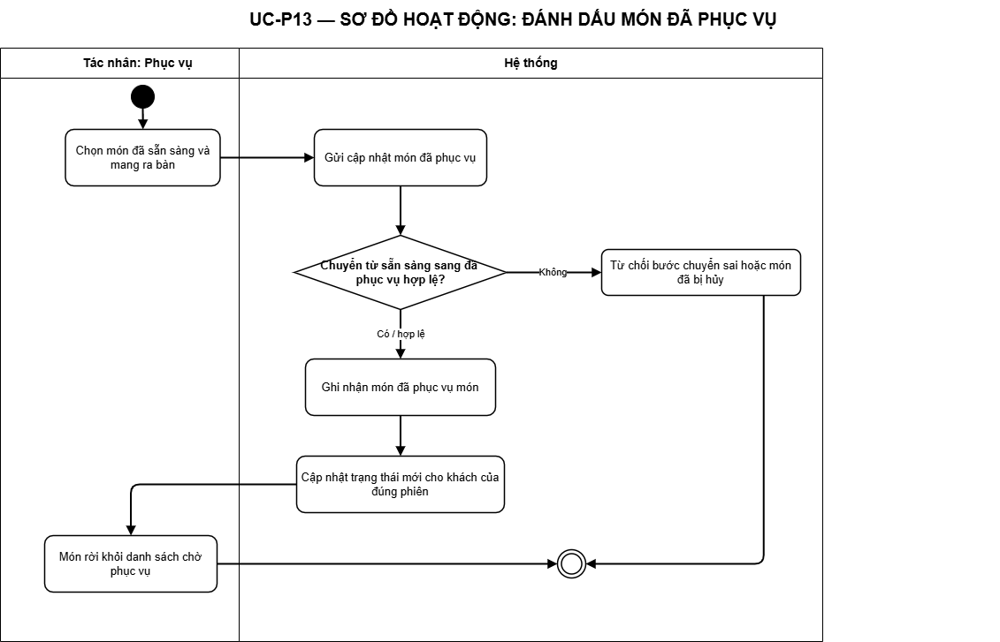 UC-P13 — SƠ ĐỒ HOẠT ĐỘNG: ĐÁNH DẤU MÓN ĐÃ PHỤC VỤ
Tác nhân: Phục vụ
Hệ thống
Chọn món đã sẵn sàng và
mang ra bàn
Gửi cập nhật món đã phục vụ
Chuyển từ sẵn sàng sang đã
phục vụ hợp lệ?
Không
Từ chối bước chuyển sai hoặc món
đã bị hủy
Có / hợp lệ
Ghi nhận món đã phục vụ món
Cập nhật trạng thái mới cho khách của
đúng phiên
Món rời khỏi danh sách chờ
phục vụ